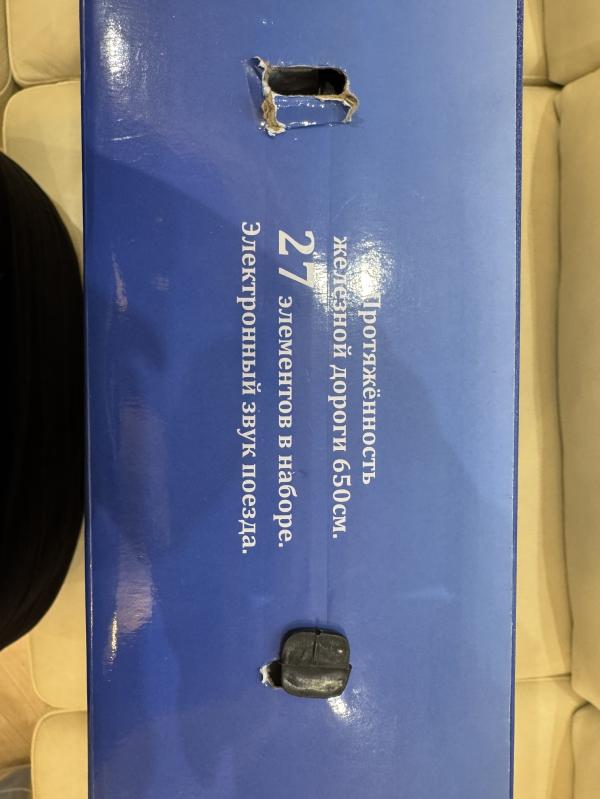 Протяжённость
железной дороги 650см.
27 элементов в наборе.
Электронный звук поезда.